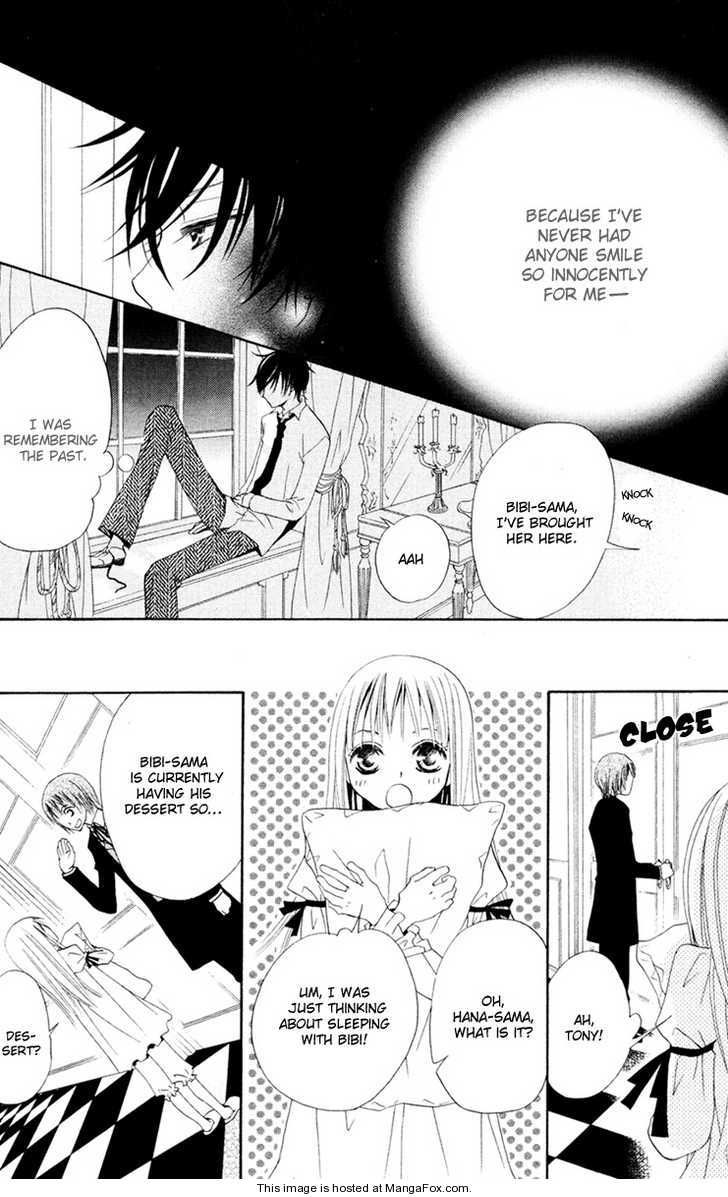 BECAUSE I'VE
NEVER HAD
ANYONE SMILE
SO INNOCENTLY
FOR ME—
KNOCK
KNOCK
BIBI-SAMA,
I'VE BROUGHT
HER HERE.
AAH
I WAS
REMEMBERING
THE PAST.
CLOSE
AH,
TONY!
OH,
HANA-SAMA,
WHAT IS IT?
UM, I WAS
JUST THINKING
ABOUT SLEEPING
WITH BIBI!
BIBI-SAMA
IS CURRENTLY
HAVING HIS
DESSERT SO...
DES-
SERT?
This image is hosted at MangaFox.com.